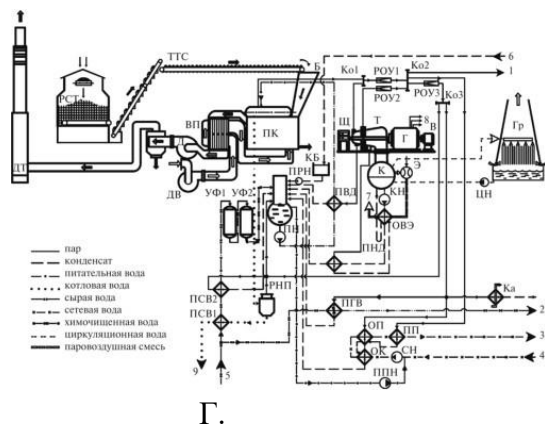 ТТС
Б
6
Ко1 РОУ1 Ко2
1
РСТ
РОУ2 РОУ3 Ко3
Щ Т Г 8 В
ВП
ПК
Гр
КБ
К Э
ДТ
ПРН
ДВ УФ1 УФ2
ПВД КН 7
ЦН
ПН
ПНД ОВЭ
РНП
ПСВ2
Ка
ПСВ1
ПГВ
2
ОП ПП
3
ОК СН
4
9 5
ППН
пар
конденсат
питательная вода
котловая вода
сырая вода
сетевая вода
химочищенная вода
циркуляционная вода
паровоздушная смесь
Г.